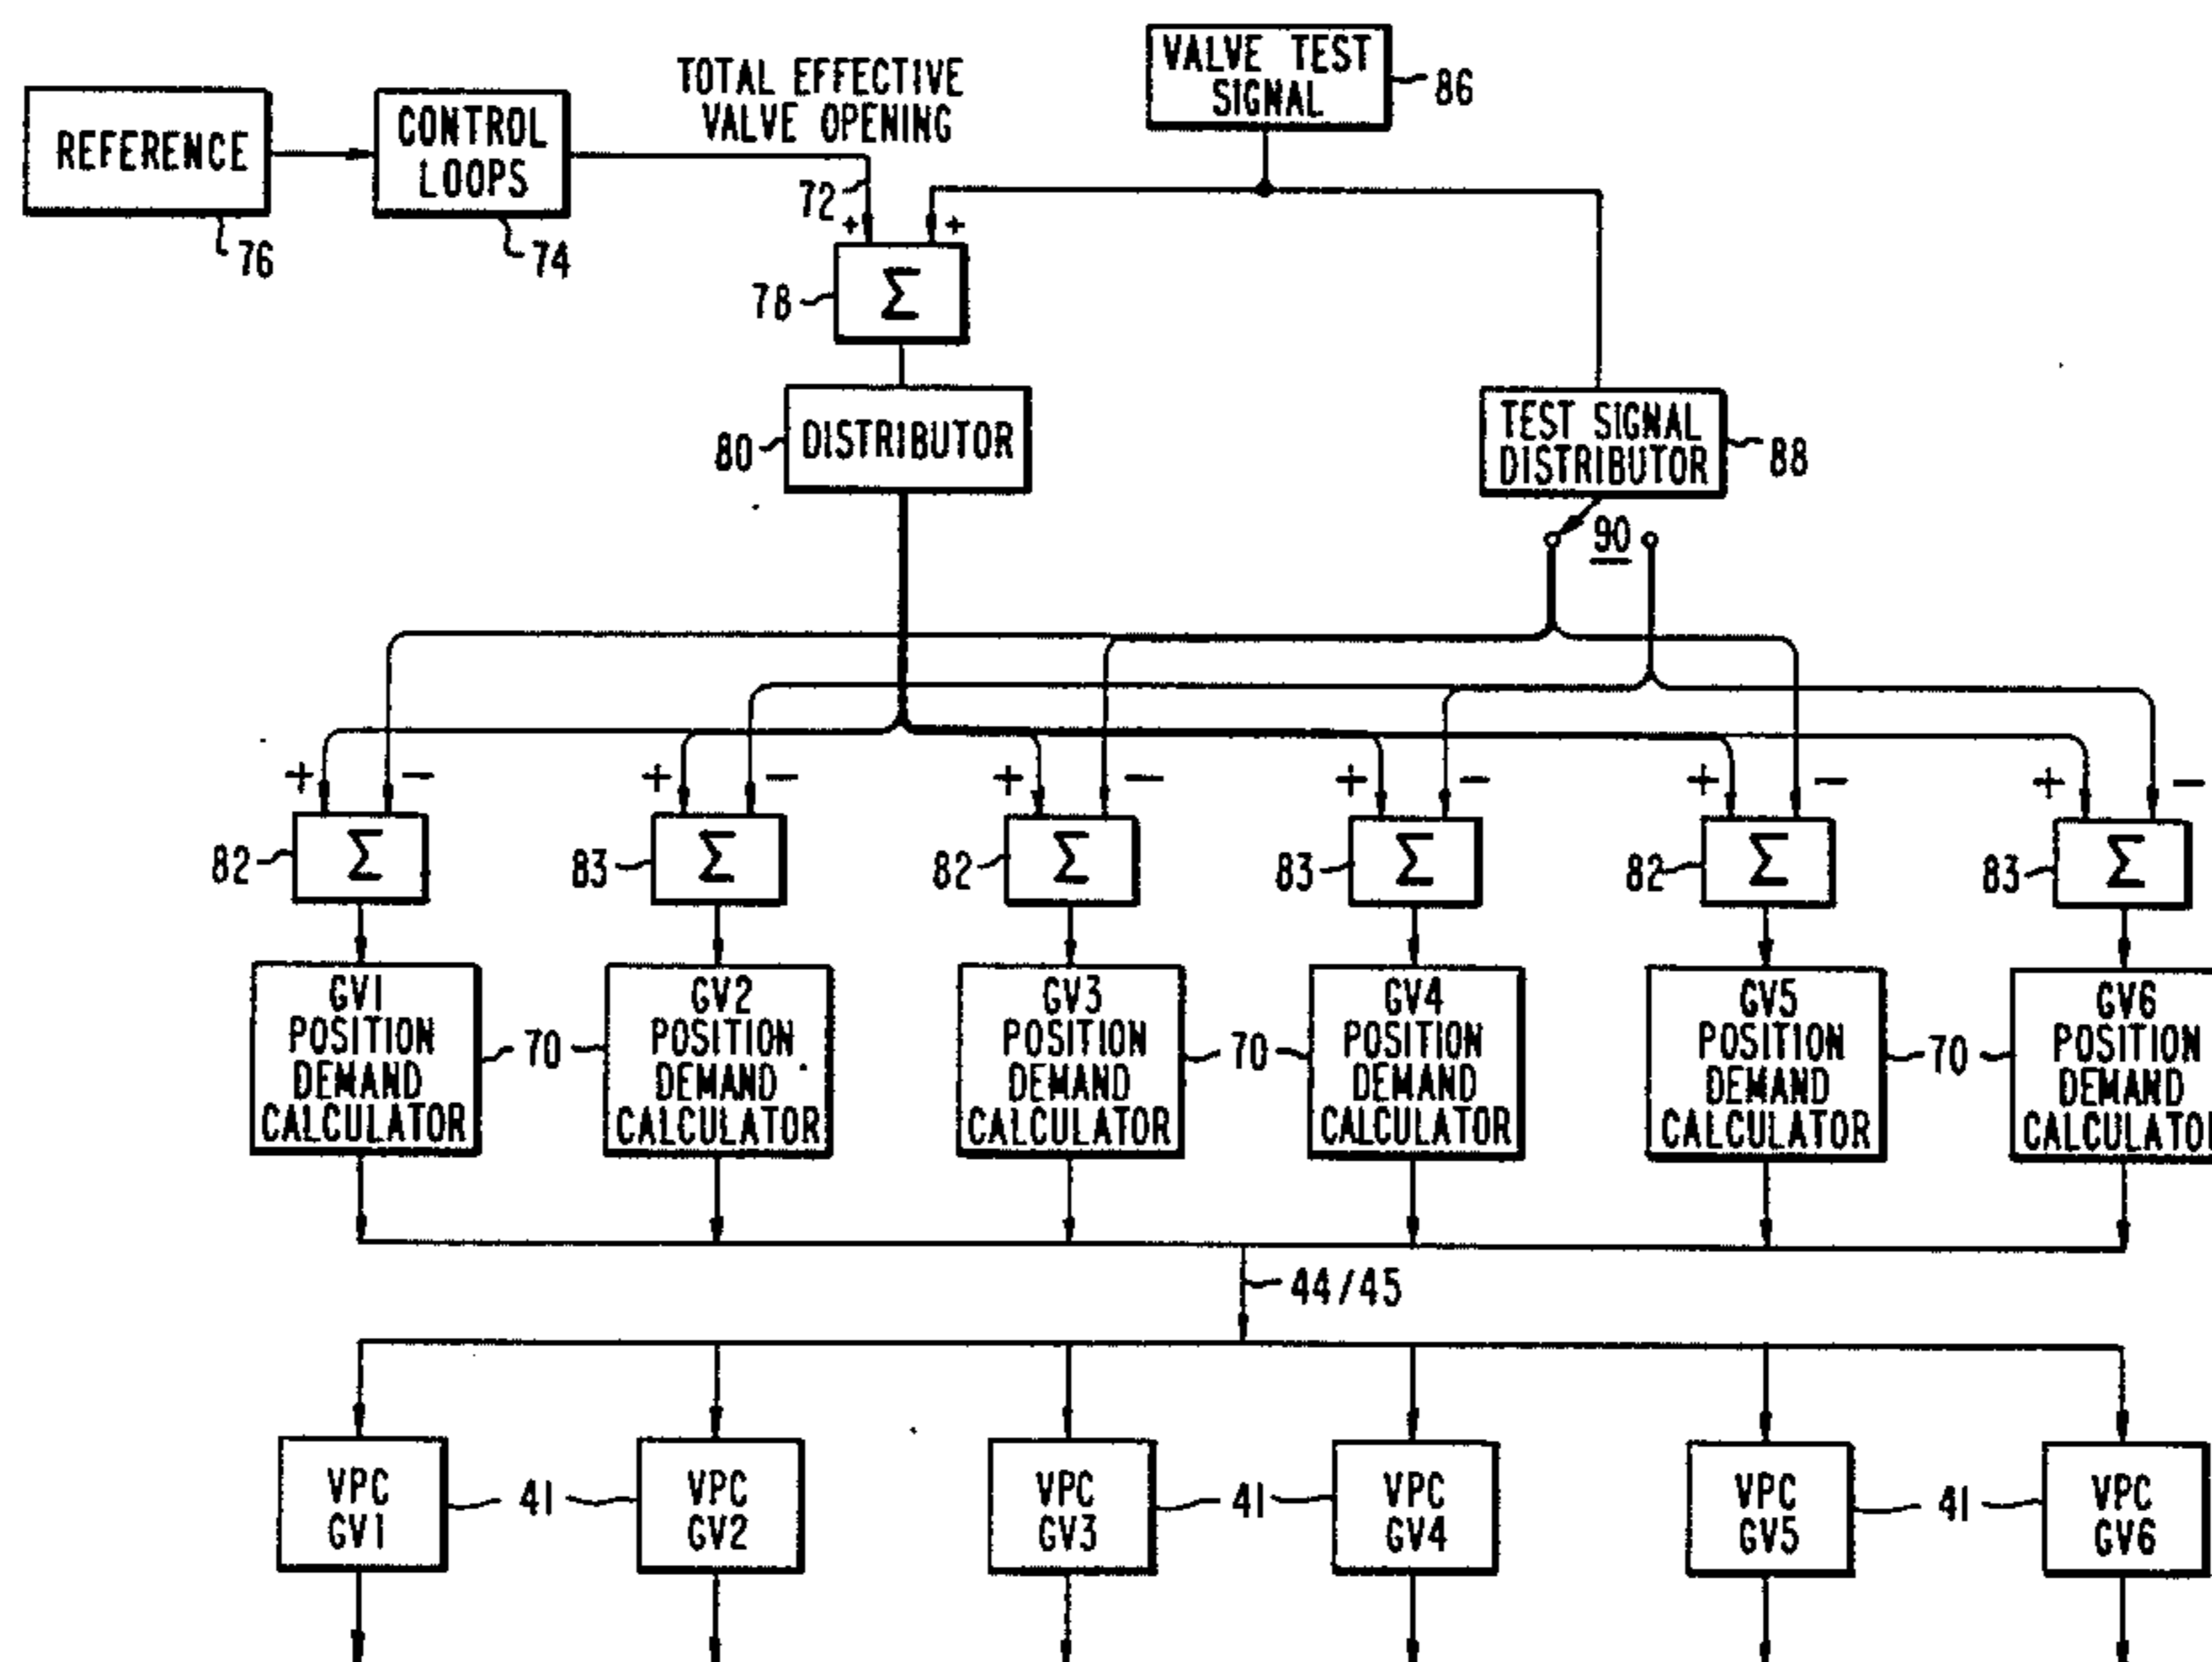 VALVE TEST
SIGNAL
86
TOTAL EFFECTIVE
VALVE OPENING
REFERENCE
76
CONTROL
LOOPS
74
72
+
+
78
Σ
80
DISTRIBUTOR
TEST SIGNAL
DISTRIBUTOR
88
90
+ − + − + − + − + − + −
82 Σ 83 Σ 82 Σ 83 Σ 82 Σ 83 Σ
GV1
POSITION
DEMAND
CALCULATOR
70
GV2
POSITION
DEMAND
CALCULATOR
GV3
POSITION
DEMAND
CALCULATOR
70
GV4
POSITION
DEMAND
CALCULATOR
GV5
POSITION
DEMAND
CALCULATOR
70
GV6
POSITION
DEMAND
CALCULATOR
44/45
VPC
GV1
41
VPC
GV2
VPC
GV3
41
VPC
GV4
VPC
GV5
41
VPC
GV6